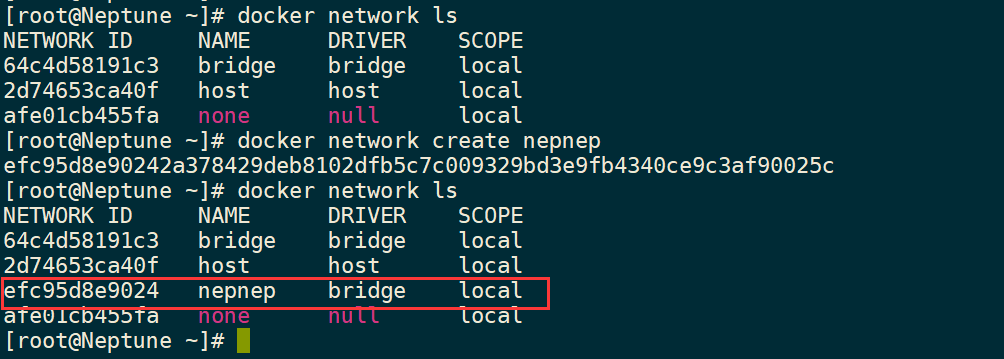 [root@Neptune ~]# docker network ls
NETWORK ID     NAME      DRIVER    SCOPE
64c4d58191c3   bridge    bridge    local
2d74653ca40f   host      host      local
afe01cb455fa   none      null      local
[root@Neptune ~]# docker network create nepnep
efc95d8e90242a378429deb8102dfb5c7c009329bd3e9fb4340ce9c3af90025c
[root@Neptune ~]# docker network ls
NETWORK ID     NAME      DRIVER    SCOPE
64c4d58191c3   bridge    bridge    local
2d74653ca40f   host      host      local
efc95d8e9024   nepnep    bridge    local
afe01cb455fa   none      null      local
[root@Neptune ~]#